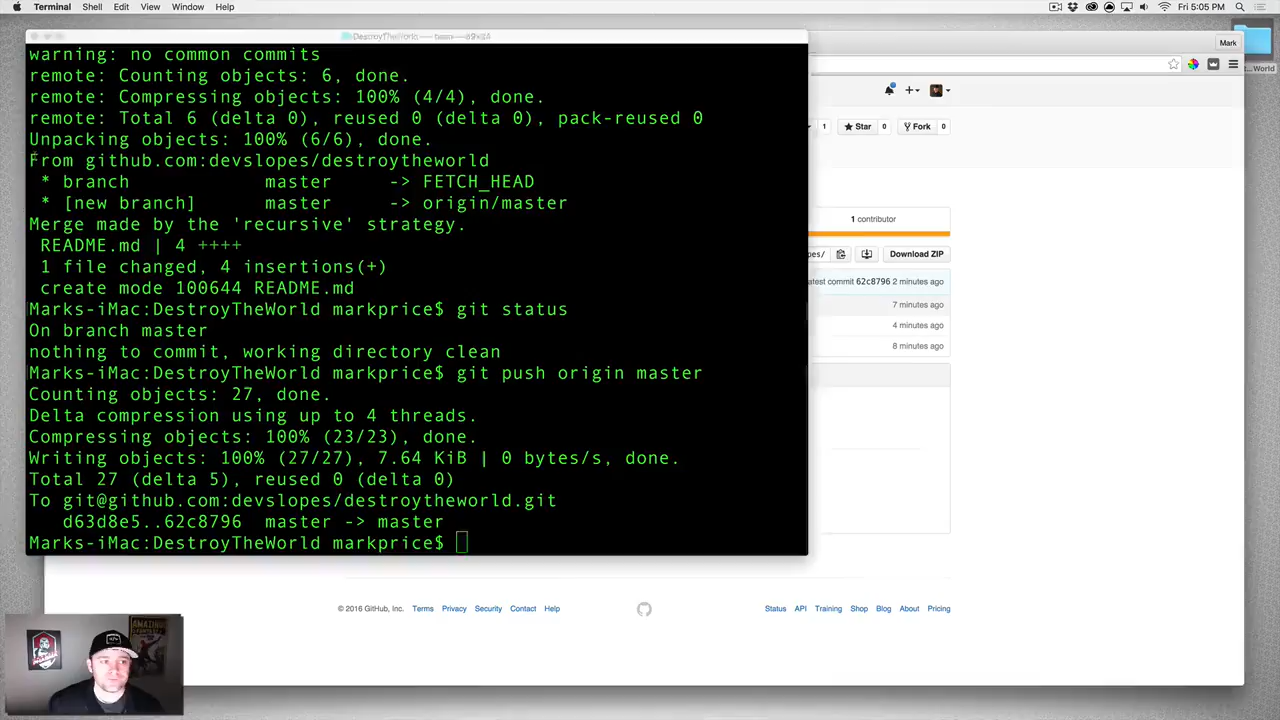 Terminal Shell Edit View Window Help
Fri 5:05 PM
DestroyTheWorld — bash
Mark
warning: no common commits
remote: Counting objects: 6, done.
remote: Compressing objects: 100% (4/4), done.
remote: Total 6 (delta 0), reused 0 (delta 0), pack-reused 0
Unpacking objects: 100% (6/6), done.
From github.com:devslopes/destroytheworld
* branch master -> FETCH_HEAD
* [new branch] master -> origin/master
Merge made by the 'recursive' strategy.
README.md | 4 ++++
1 file changed, 4 insertions(+)
create mode 100644 README.md
Marks-iMac:DestroyTheWorld markprice$ git status
On branch master
nothing to commit, working directory clean
Marks-iMac:DestroyTheWorld markprice$ git push origin master
Counting objects: 27, done.
Delta compression using up to 4 threads.
Compressing objects: 100% (23/23), done.
Writing objects: 100% (27/27), 7.64 KiB | 0 bytes/s, done.
Total 27 (delta 5), reused 0 (delta 0)
To git@github.com:devslopes/destroytheworld.git
d63d8e5..62c8796 master -> master
Marks-iMac:DestroyTheWorld markprice$
World
1 Star 0 Fork 0
1 contributor
pes/ Download ZIP
atest commit 62c8796 2 minutes ago
7 minutes ago
4 minutes ago
8 minutes ago
© 2016 GitHub, Inc. Terms Privacy Security Contact Help
Status API Training Shop Blog About Pricing
AMAZING